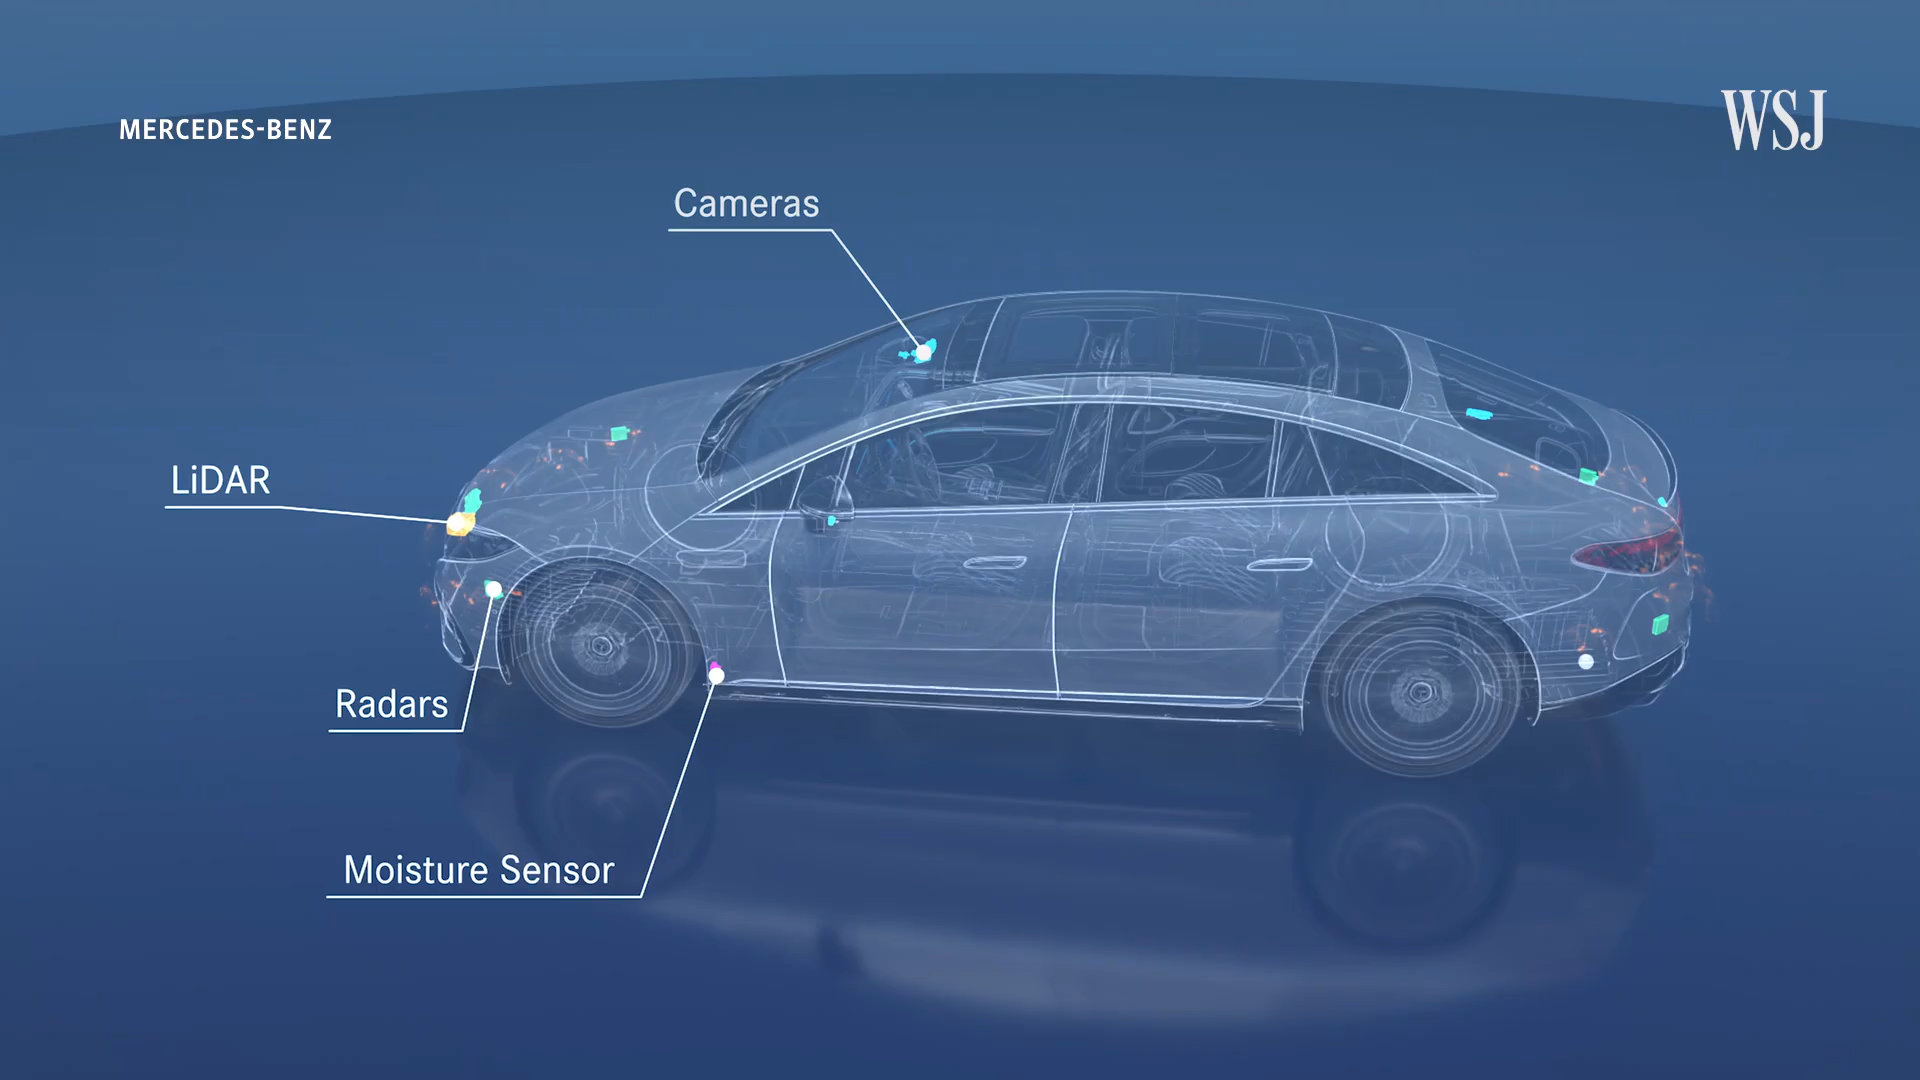 MERCEDES-BENZ
WSJ
Cameras
LiDAR
Radars
Moisture Sensor